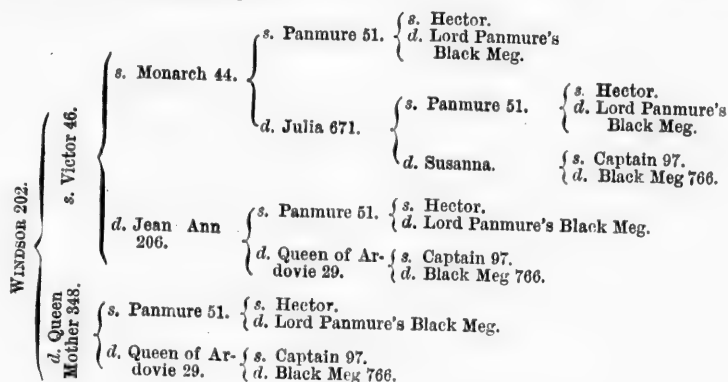 s. Hector.
s. Panmure 51. d. Lord Panmure's
Black Meg.
s. Monarch 44.
s. Hector.
s. Panmure 51. d. Lord Panmure's
Black Meg.
d. Julia 671.
d. Susanna. s. Captain 97.
d. Black Meg 766.
s. Victor 46.
s. Panmure 51. s. Hector.
d. Lord Panmure's Black Meg.
d. Jean Ann
206.
d. Queen of Ar-
dovie 29. s. Captain 97.
d. Black Meg 766.
WINDSOR 202.
d. Queen
Mother 348.
s. Panmure 51. s. Hector.
d. Lord Panmure's Black Meg.
d. Queen of Ar-
dovie 29. s. Captain 97.
d. Black Meg 766.